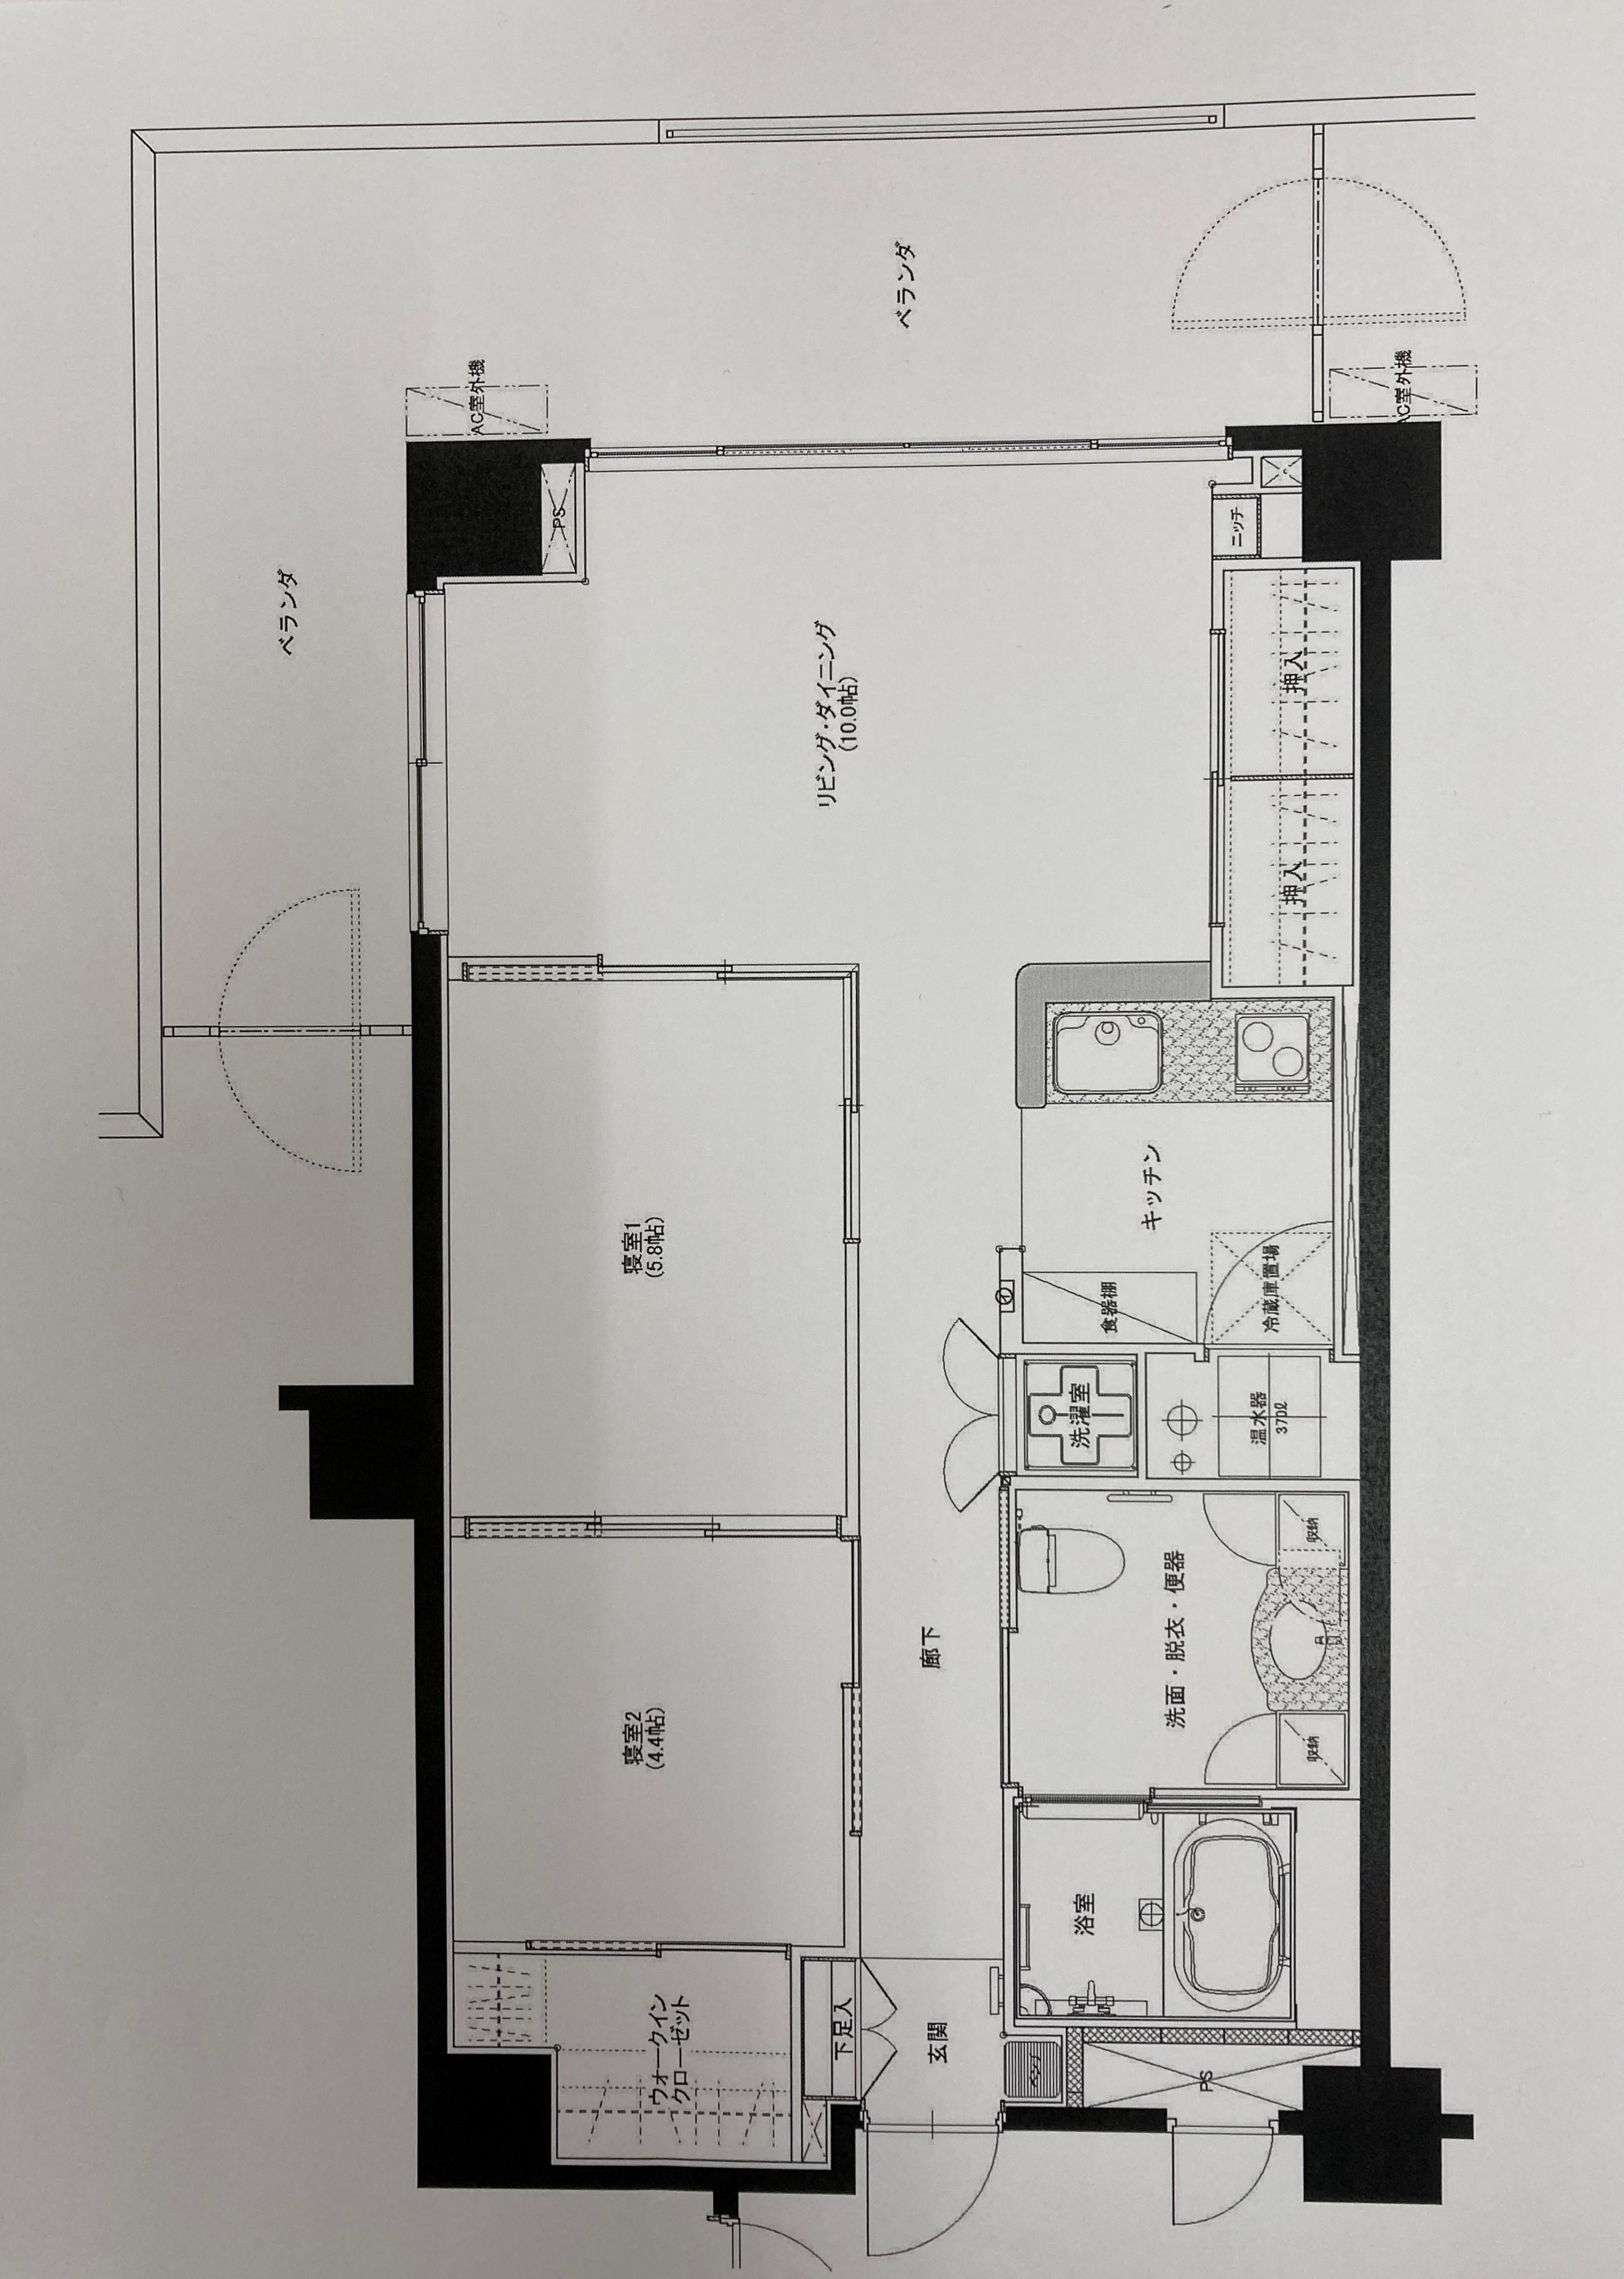 ベランダ
ベランダ
AC室外機
AC室外機
PS
ニッチ
リビング・ダイニング
(10.0帖)
押入
押入
寝室1
(5.8帖)
キッチン
食器棚
冷蔵庫置場
洗濯室
温水器
370ℓ
寝室2
(4.4帖)
廊下
洗面・脱衣・便器
収納
収納
浴室
ウォークイン
クローゼット
下足入
玄関
PS